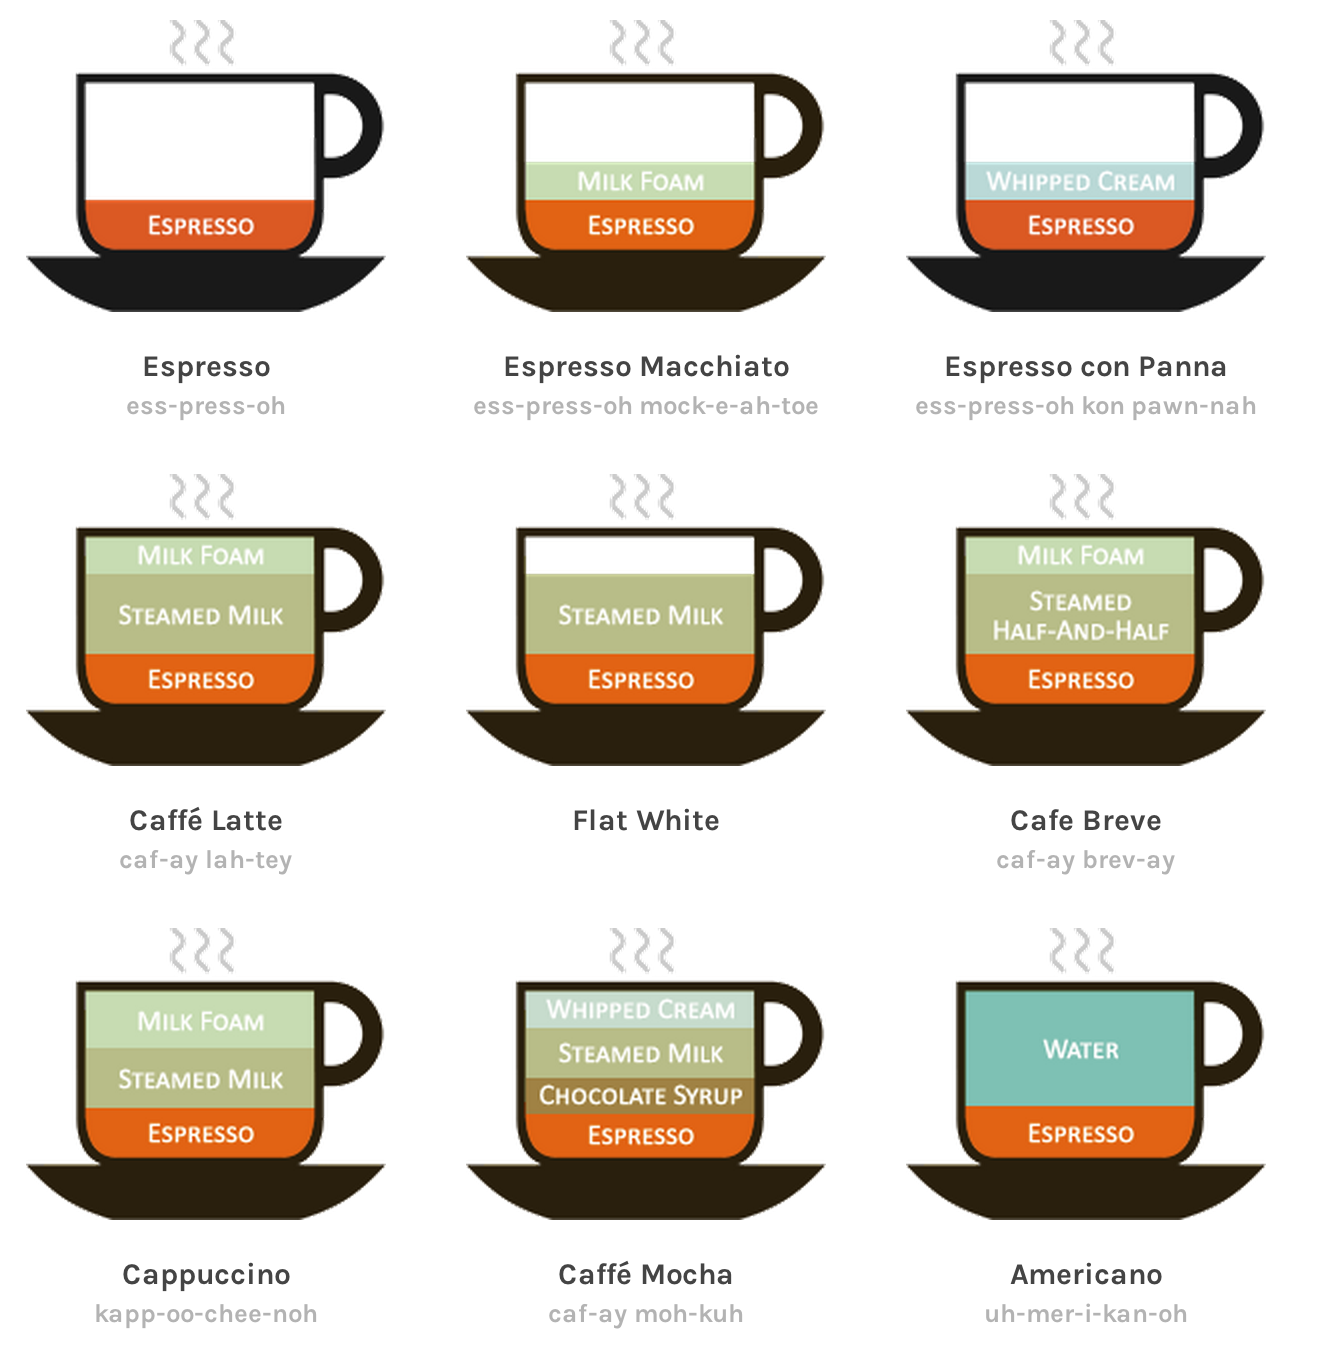 Espresso
Espresso
ess-press-oh
Milk Foam
Espresso
Espresso Macchiato
ess-press-oh mock-e-ah-toe
Whipped Cream
Espresso
Espresso con Panna
ess-press-oh kon pawn-nah
Milk Foam
Steamed Milk
Espresso
Caffé Latte
caf-ay lah-tey
Steamed Milk
Espresso
Flat White
Milk Foam
Steamed
Half-And-Half
Espresso
Cafe Breve
caf-ay brev-ay
Milk Foam
Steamed Milk
Espresso
Cappuccino
kapp-oo-chee-noh
Whipped Cream
Steamed Milk
Chocolate Syrup
Espresso
Caffé Mocha
caf-ay moh-kuh
Water
Espresso
Americano
uh-mer-i-kan-oh